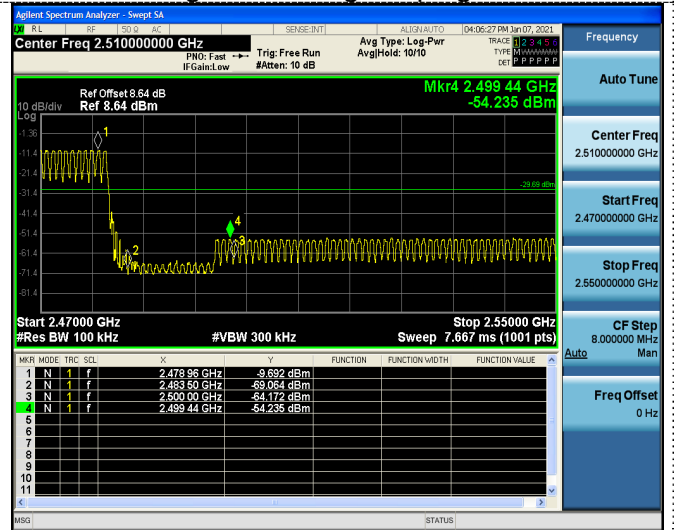 Agilent Spectrum Analyzer - Swept SA
LXI RL RF 50 Ω AC SENSE:INT ALIGNAUTO 04:06:27 PM Jan 07, 2021
Center Freq 2.510000000 GHz
PNO: Fast
IFGain:Low
Trig: Free Run
#Atten: 10 dB
Avg Type: Log-Pwr
Avg|Hold: 10/10
TRACE 1 2 3 4 5 6
TYPE M
DET P P P P P P
Frequency
Mkr4 2.499 44 GHz
-54.235 dBm
Ref Offset 8.64 dB
10 dB/div Ref 8.64 dBm
Log
-1.36
-11.4
-21.4
-31.4
-41.4
-51.4
-61.4
-71.4
-81.4
-29.69 dBm
1
2
3
4
Start 2.47000 GHz Stop 2.55000 GHz
#Res BW 100 kHz #VBW 300 kHz Sweep 7.667 ms (1001 pts)
MKR MODE TRC SCL X Y FUNCTION FUNCTION WIDTH FUNCTION VALUE
1 N 1 f 2.478 96 GHz -9.692 dBm
2 N 1 f 2.483 50 GHz -69.064 dBm
3 N 1 f 2.500 00 GHz -64.172 dBm
4 N 1 f 2.499 44 GHz -54.235 dBm
5
6
7
8
9
10
11
MSG STATUS
Auto Tune
Center Freq
2.510000000 GHz
Start Freq
2.470000000 GHz
Stop Freq
2.550000000 GHz
CF Step
8.000000 MHz
Auto Man
Freq Offset
0 Hz